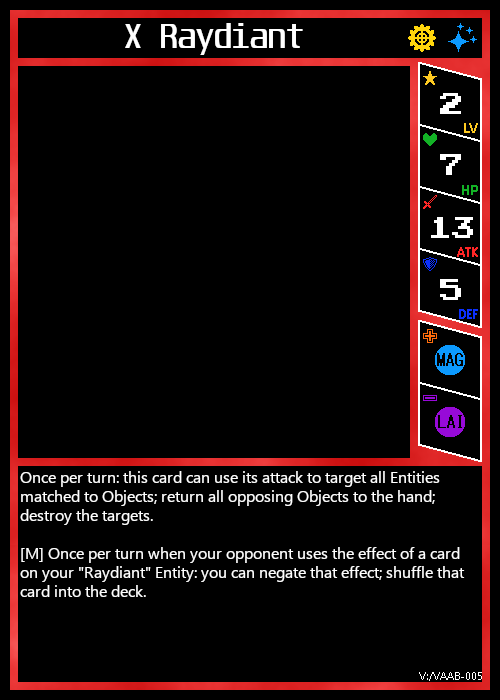 X Raydiant
2
LV
7
HP
13
ATK
5
DEF
MAG
LAI
Once per turn: this card can use its attack to target all Entities
matched to Objects; return all opposing Objects to the hand;
destroy the targets.
[M] Once per turn when your opponent uses the effect of a card
on your "Raydiant" Entity: you can negate that effect; shuffle that
card into the deck.
V:/VAAB-005